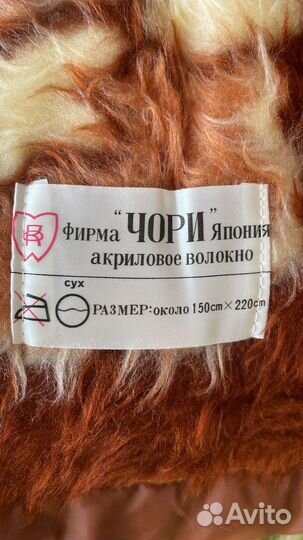 Фирма "ЧОРИ" Япония
акриловое волокно
сух
РАЗМЕР: около 150cm × 220cm
Avito